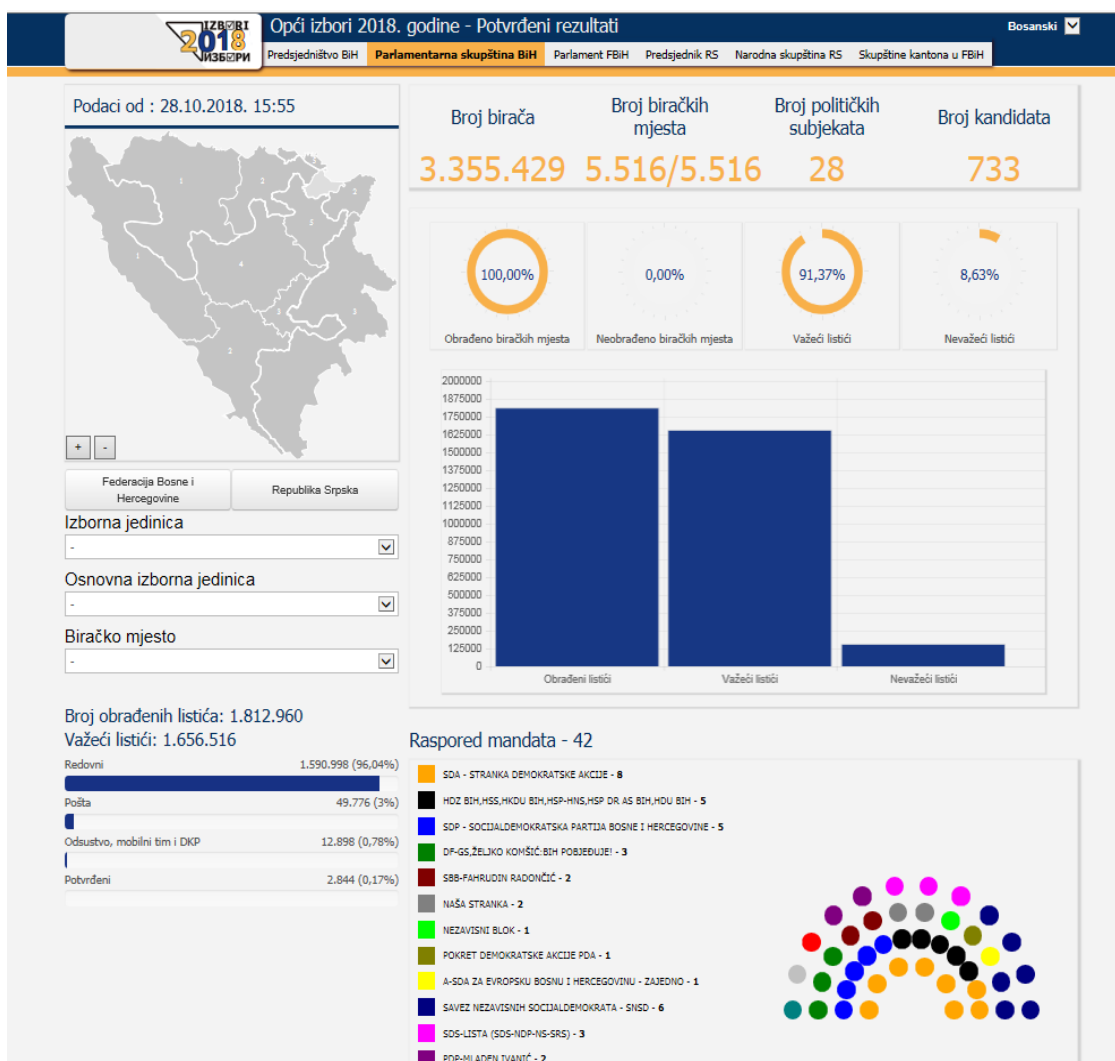 IZBORI
2018
ИЗБОРИ
Opći izbori 2018. godine - Potvrđeni rezultati
Bosanski
Predsjedništvo BiH
Parlamentarna skupština BiH
Parlament FBiH
Predsjednik RS
Narodna skupština RS
Skupštine kantona u FBiH
Podaci od : 28.10.2018. 15:55
1
2
2
5
4
1
3
3
2
+
-
Federacija Bosne i
Hercegovine
Republika Srpska
Izborna jedinica
-
Osnovna izborna jedinica
-
Biračko mjesto
-
Broj obrađenih listića: 1.812.960
Važeći listići: 1.656.516
Redovni 1.590.998 (96,04%)
Pošta 49.776 (3%)
Odsustvo, mobilni tim i DKP 12.898 (0,78%)
Potvrđeni 2.844 (0,17%)
Broj birača
3.355.429
Broj biračkih
mjesta
5.516/5.516
Broj političkih
subjekata
28
Broj kandidata
733
100,00%
Obrađeno biračkih mjesta
0,00%
Neobrađeno biračkih mjesta
91,37%
Važeći listići
8,63%
Nevažeći listići
2000000
1875000
1750000
1625000
1500000
1375000
1250000
1125000
1000000
875000
750000
625000
500000
375000
250000
125000
0
Obrađeni listići
Važeći listići
Nevažeći listići
Raspored mandata - 42
SDA - STRANKA DEMOKRATSKE AKCIJE - 8
HDZ BIH,HSS,HKDU BIH,HSP-HNS,HSP DR AS BIH,HDU BIH - 5
SDP - SOCIJALDEMOKRATSKA PARTIJA BOSNE I HERCEGOVINE - 5
DF-GS,ŽELJKO KOMŠIĆ:BIH POBJEĐUJE! - 3
SBB-FAHRUDIN RADONČIĆ - 2
NAŠA STRANKA - 2
NEZAVISNI BLOK - 1
POKRET DEMOKRATSKE AKCIJE PDA - 1
A-SDA ZA EVROPSKU BOSNU I HERCEGOVINU - ZAJEDNO - 1
SAVEZ NEZAVISNIH SOCIJALDEMOKRATA - SNSD - 6
SDS-LISTA (SDS-NDP-NS-SRS) - 3
PDP-MLADEN IVANIĆ - 2